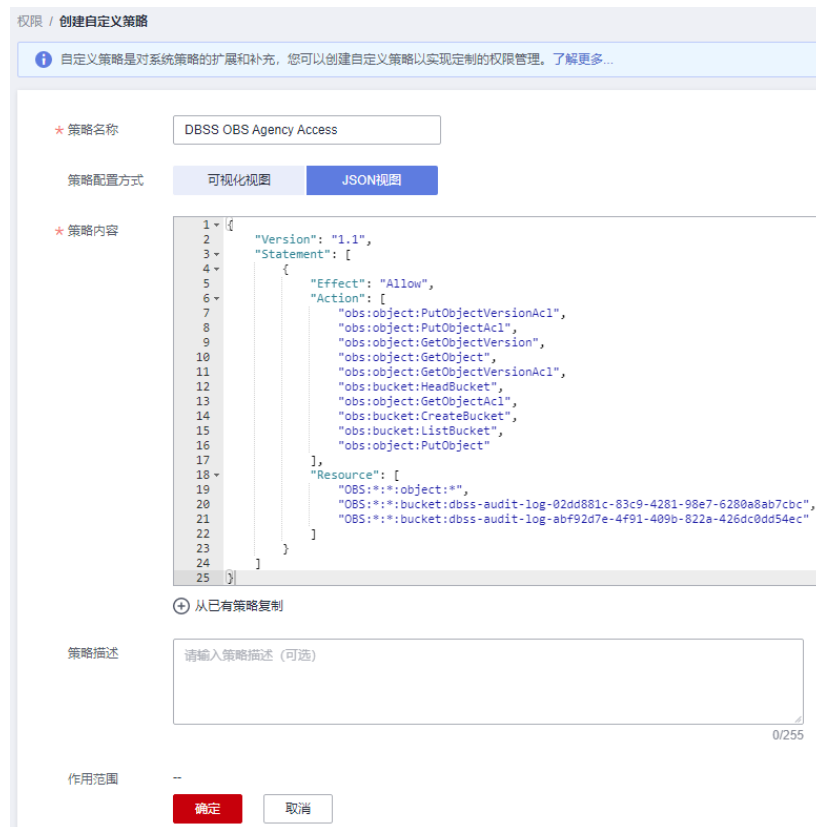 权限 / 创建自定义策略
自定义策略是对系统策略的扩展和补充，您可以创建自定义策略以实现定制的权限管理。了解更多...
* 策略名称 DBSS OBS Agency Access
策略配置方式 可视化视图 JSON视图
* 策略内容
1 {
2 "Version": "1.1",
3 "Statement": [
4 {
5 "Effect": "Allow",
6 "Action": [
7 "obs:object:PutObjectVersionAcl",
8 "obs:object:PutObjectAcl",
9 "obs:object:GetObjectVersion",
10 "obs:object:GetObject",
11 "obs:object:GetObjectVersionAcl",
12 "obs:bucket:HeadBucket",
13 "obs:object:GetObjectAcl",
14 "obs:bucket:CreateBucket",
15 "obs:bucket:ListBucket",
16 "obs:object:PutObject"
17 ],
18 "Resource": [
19 "OBS:*:*:object:*",
20 "OBS:*:*:bucket:dbss-audit-log-02dd881c-83c9-4281-98e7-6280a8ab7cbc",
21 "OBS:*:*:bucket:dbss-audit-log-abf92d7e-4f91-409b-822a-426dc0dd54ec"
22 ]
23 }
24 ]
25 }
从已有策略复制
策略描述 请输入策略描述（可选）
0/255
作用范围 --
确定 取消